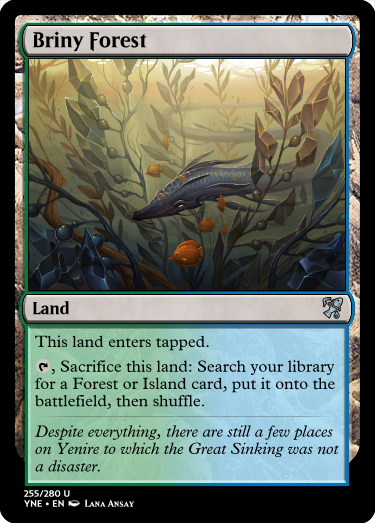 Briny Forest
Land
This land enters tapped.
, Sacrifice this land: Search your library
for a Forest or Island card, put it onto the
battlefield, then shuffle.
Despite everything, there are still a few places
on Yenire to which the Great Sinking was not
a disaster.
255/280 U
YNE • EN Lana Ansay